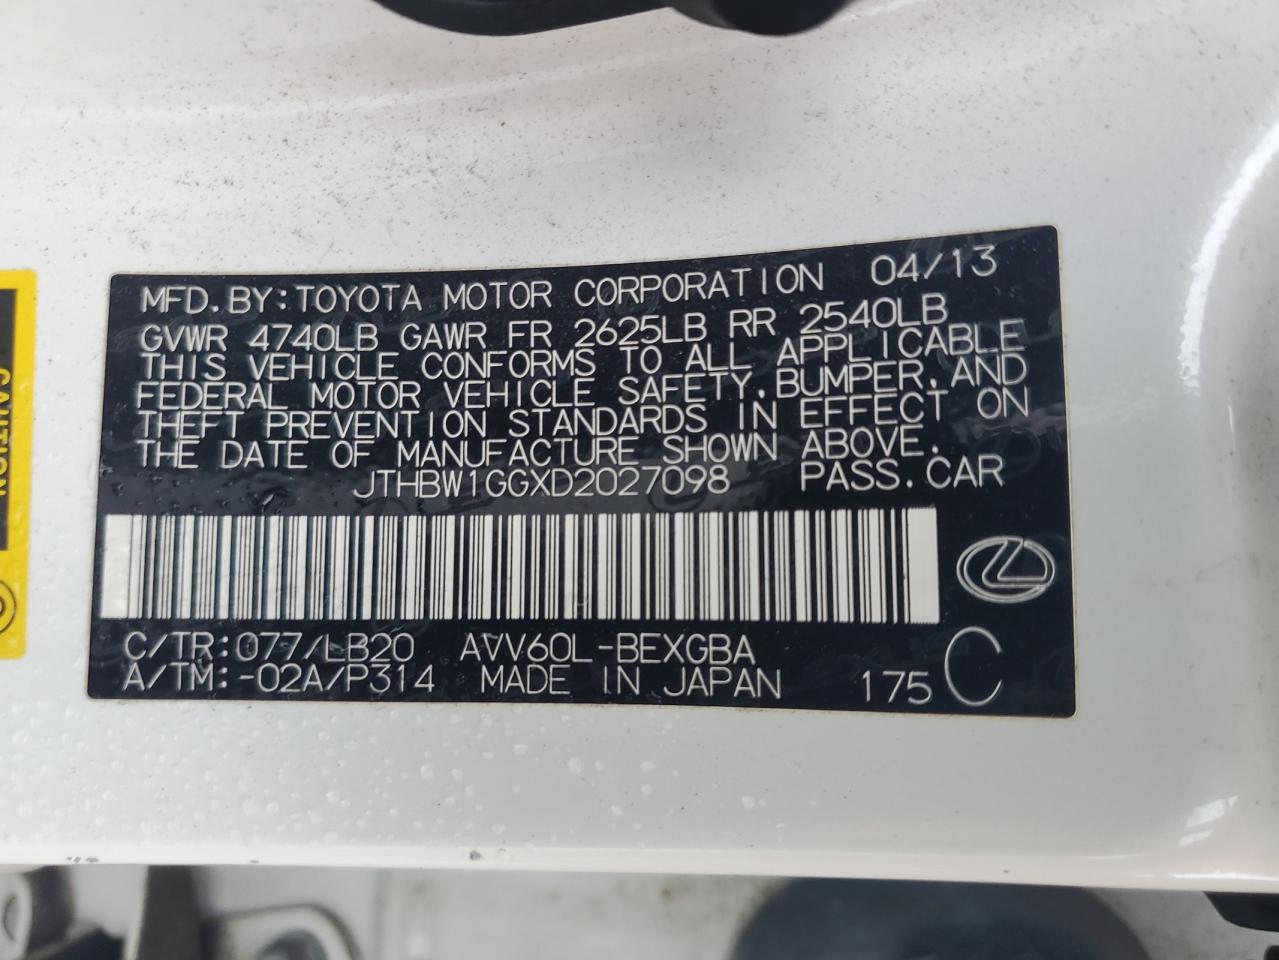 MFD.BY:TOYOTA MOTOR CORPORATION 04/13
GVWR 4740LB GAWR FR 2625LB RR 2540LB
THIS VEHICLE CONFORMS TO ALL APPLICABLE
FEDERAL MOTOR VEHICLE SAFETY,BUMPER,AND
THEFT PREVENTION STANDARDS IN EFFECT ON
THE DATE OF MANUFACTURE SHOWN ABOVE.
JTHBW1GGXD2027098 PASS.CAR
C/TR:077/LB20 AVV60L-BEXGBA
A/TM:-02A/P314 MADE IN JAPAN 175 C
CAUTION